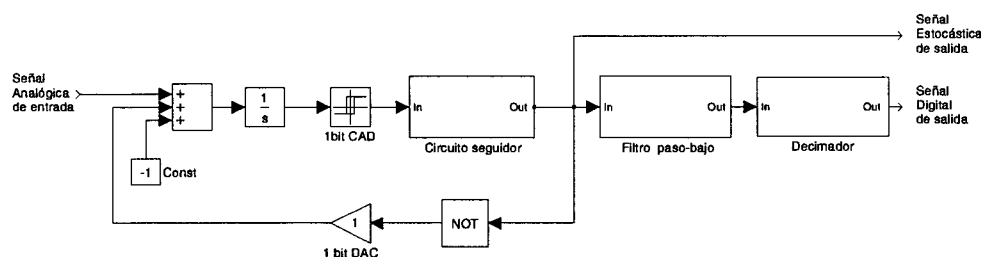 Señal
Estocástica
de salida
Señal
Analógica
de entrada
+
+
+
1
s
1bit CAD
In
Out
Circuito seguidor
In
Out
Filtro paso-bajo
In
Out
Decimador
Señal
Digital
de salida
-1
Const
1
1 bit DAC
NOT